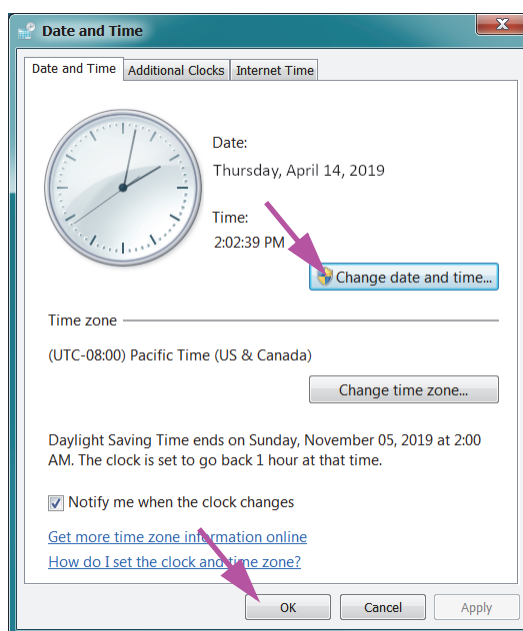 Date and Time
Date and Time Additional Clocks Internet Time
Date:
Thursday, April 14, 2019
Time:
2:02:39 PM
Change date and time...
Time zone
(UTC-08:00) Pacific Time (US & Canada)
Change time zone...
Daylight Saving Time ends on Sunday, November 05, 2019 at 2:00
AM. The clock is set to go back 1 hour at that time.
Notify me when the clock changes
Get more time zone information online
How do I set the clock and time zone?
OK Cancel Apply